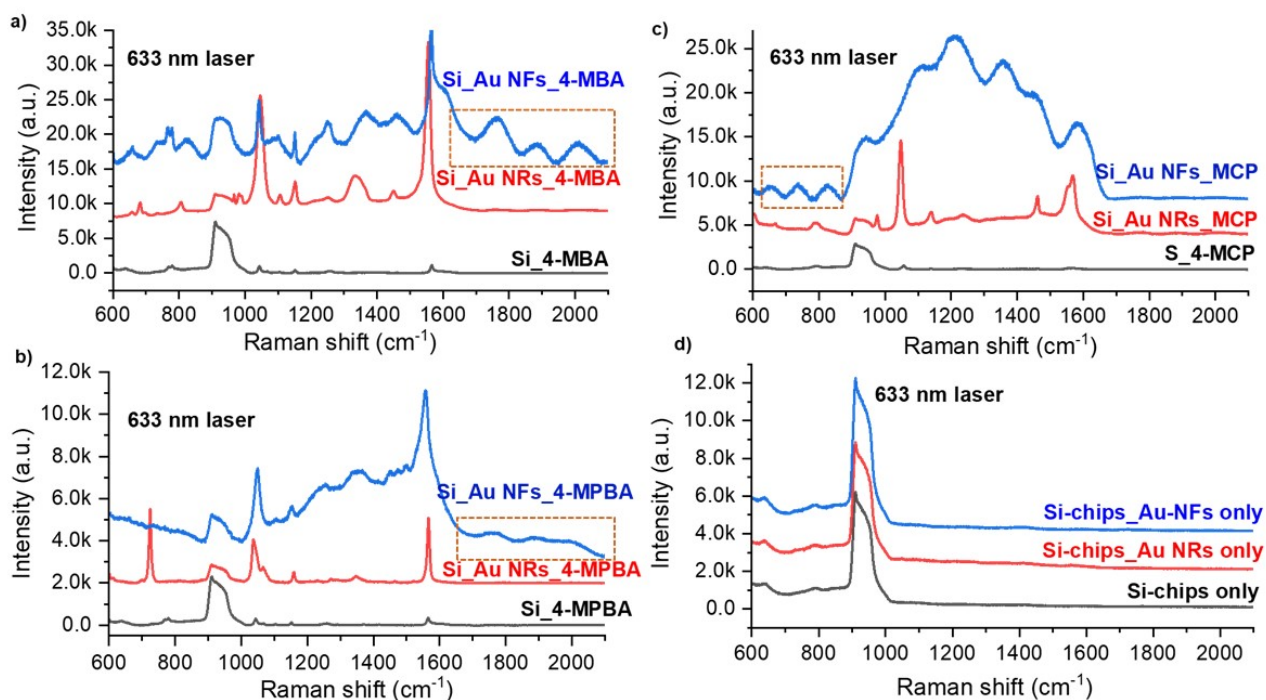 a)
633 nm laser
Si_Au NFs_4-MBA
Si_Au NRs_4-MBA
Si_4-MBA
Intensity (a.u.)
35.0k
30.0k
25.0k
20.0k
15.0k
10.0k
5.0k
0.0
600 800 1000 1200 1400 1600 1800 2000
Raman shift (cm⁻¹)
c)
633 nm laser
Si_Au NFs_MCP
Si_Au NRs_MCP
S_4-MCP
Intensity (a.u.)
25.0k
20.0k
15.0k
10.0k
5.0k
0.0
600 800 1000 1200 1400 1600 1800 2000
Raman shift (cm⁻¹)
b)
633 nm laser
Si_Au NFs_4-MPBA
Si_Au NRs_4-MPBA
Si_4-MPBA
Intensity (a.u.)
12.0k
10.0k
8.0k
6.0k
4.0k
2.0k
0.0
600 800 1000 1200 1400 1600 1800 2000
Raman shift (cm⁻¹)
d)
633 nm laser
Si-chips_Au-NFs only
Si-chips_Au NRs only
Si-chips only
Intensity (a.u.)
12.0k
10.0k
8.0k
6.0k
4.0k
2.0k
0.0
600 800 1000 1200 1400 1600 1800 2000
Raman shift (cm⁻¹)